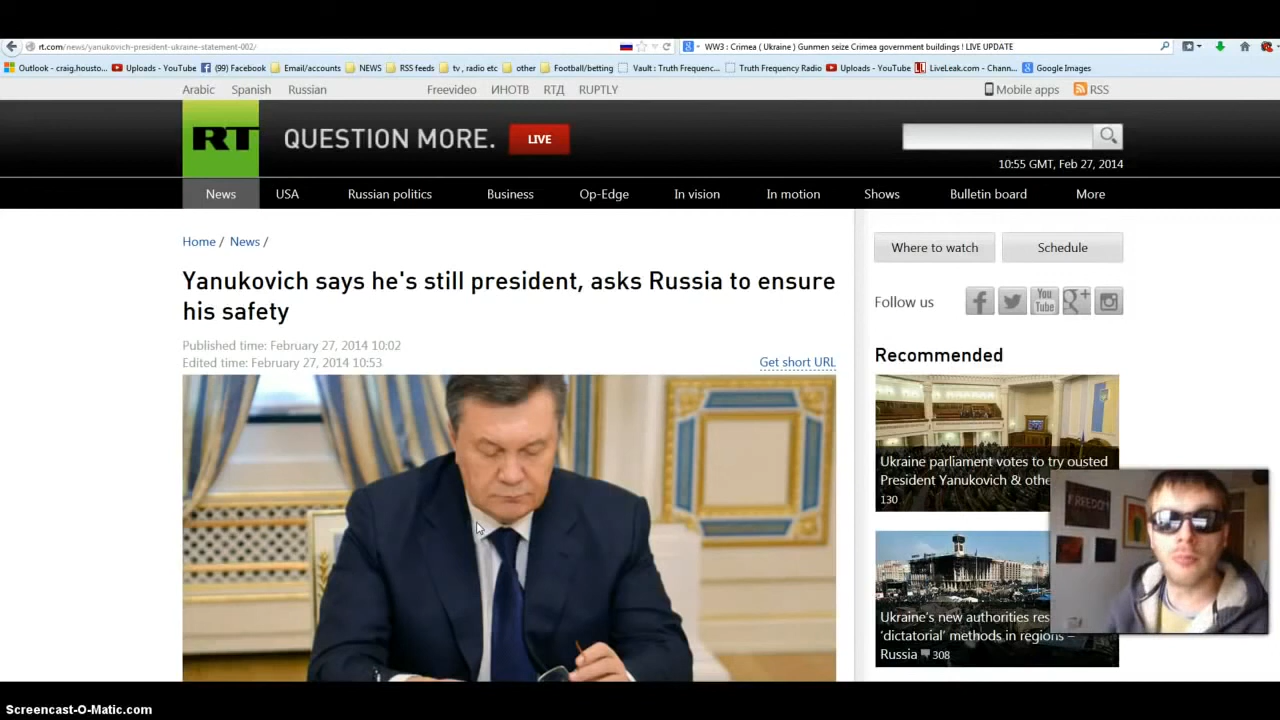 rt.com/news/yanukovich-president-ukraine-statement-002/
WW3 : Crimea ( Ukraine ) Gunmen seize Crimea government buildings ! LIVE UPDATE
Outlook - craig.housto...
Uploads - YouTube
(99) Facebook
Email/accounts
NEWS
RSS feeds
tv , radio etc
other
Football/betting
Vault : Truth Frequenc...
Truth Frequency Radio
Uploads - YouTube
LiveLeak.com - Chann...
Google Images
Arabic Spanish Russian
Freevideo ИНОТВ RTД RUPTLY
Mobile apps RSS
RT QUESTION MORE. LIVE
10:55 GMT, Feb 27, 2014
News USA Russian politics Business Op-Edge In vision In motion Shows Bulletin board More
Home / News /
Yanukovich says he's still president, asks Russia to ensure
his safety
Published time: February 27, 2014 10:02
Edited time: February 27, 2014 10:53
Get short URL
Where to watch Schedule
Follow us
You
Tube
g+
Recommended
Ukraine parliament votes to try ousted
President Yanukovich & othe
130
Ukraine's new authorities res
'dictatorial' methods in regions –
Russia 308
FREEDOM
Screencast-O-Matic.com